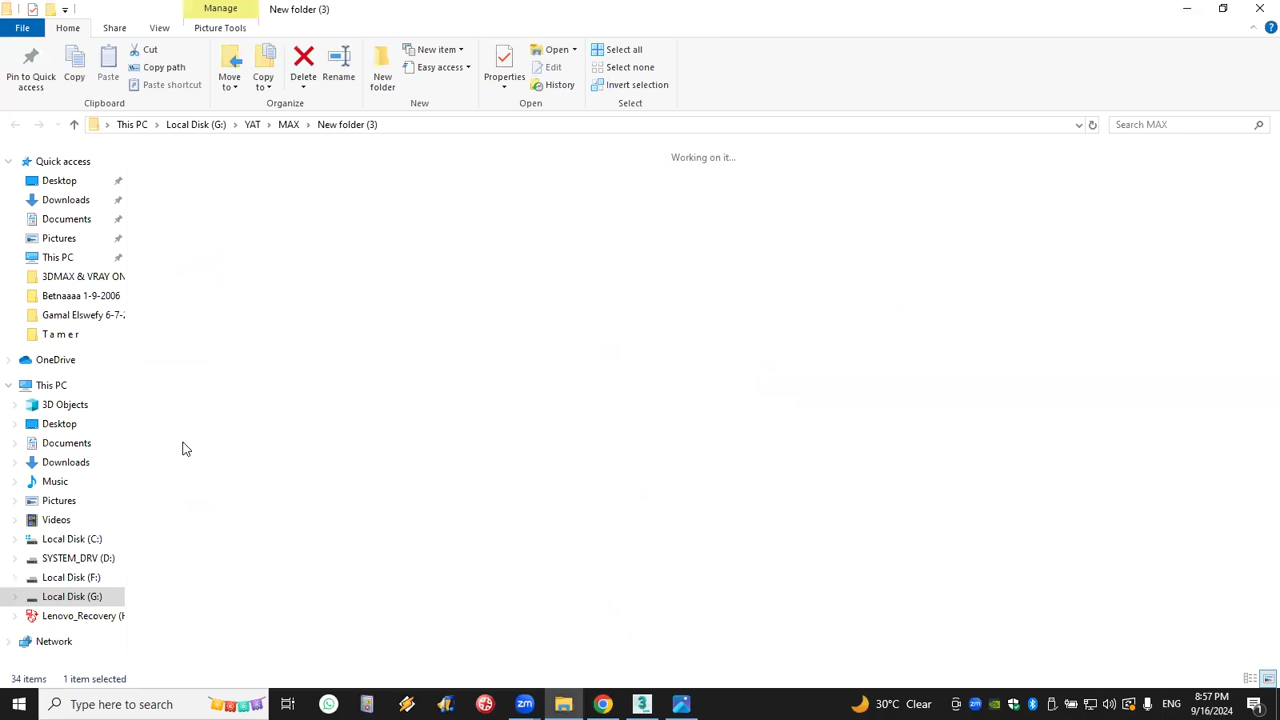 Manage
New folder (3)
File
Home
Share
View
Picture Tools
Pin to Quick access
Copy
Paste
Cut
Copy path
Paste shortcut
Clipboard
Move to
Copy to
Delete
Rename
Organize
New folder
New item
Easy access
New
Properties
Open
Edit
History
Open
Select all
Select none
Invert selection
Select
This PC > Local Disk (G:) > YAT > MAX > New folder (3)
Search MAX
Working on it...
Quick access
Desktop
Downloads
Documents
Pictures
This PC
3DMAX & VRAY ON
Betnaaaa 1-9-2006
Gamal Elswefy 6-7-2
T a m e r
OneDrive
This PC
3D Objects
Desktop
Documents
Downloads
Music
Pictures
Videos
Local Disk (C:)
SYSTEM_DRV (D:)
Local Disk (F:)
Local Disk (G:)
Lenovo_Recovery (H
Network
34 items
1 item selected
Type here to search
zm
3
30°C Clear
zm
ENG
8:57 PM
9/16/2024
1